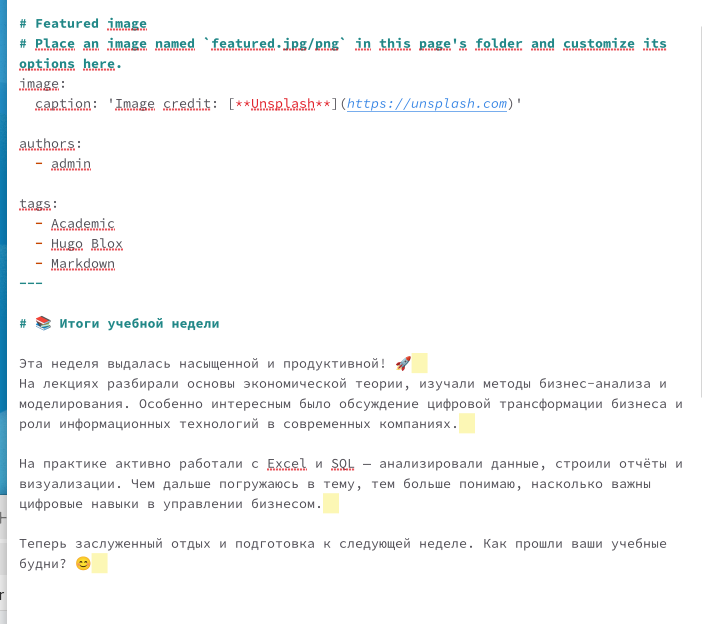 # Featured image
# Place an image named `featured.jpg/png` in this page's folder and customize its
options here.
image:
  caption: 'Image credit: [**Unsplash**](https://unsplash.com)'
authors:
  - admin
tags:
  - Academic
  - Hugo Blox
  - Markdown
---
# 📚 Итоги учебной недели
Эта неделя выдалась насыщенной и продуктивной! 🚀
На лекциях разбирали основы экономической теории, изучали методы бизнес-анализа и
моделирования. Особенно интересным было обсуждение цифровой трансформации бизнеса и
роли информационных технологий в современных компаниях.
На практике активно работали с Excel и SQL — анализировали данные, строили отчёты и
визуализации. Чем дальше погружаюсь в тему, тем больше понимаю, насколько важны
цифровые навыки в управлении бизнесом.
Теперь заслуженный отдых и подготовка к следующей неделе. Как прошли ваши учебные
будни? 😊